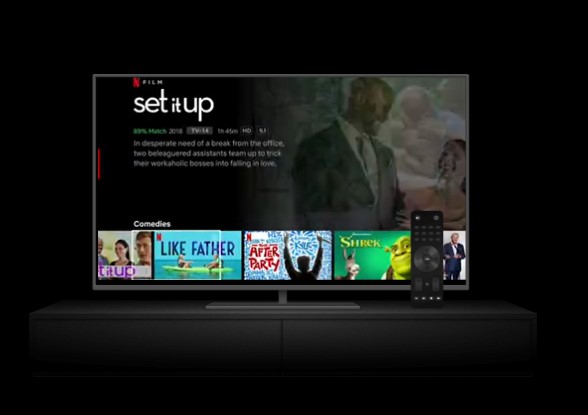 N FILM
set it up
89% Match 2018 TV-14 1h 45m HD 5.1
In desperate need of a break from the office,
two beleaguered assistants team up to trick
their workaholic bosses into falling in love.
Comedies
t it up
LIKE FATHER
AFTER
PARTY
SHREK